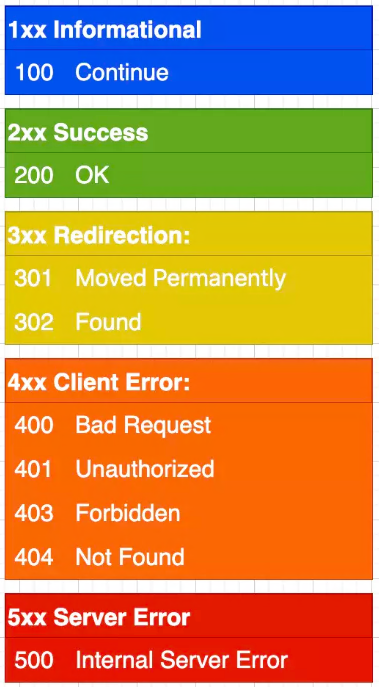 1xx Informational
100 Continue
2xx Success
200 OK
3xx Redirection:
301 Moved Permanently
302 Found
4xx Client Error:
400 Bad Request
401 Unauthorized
403 Forbidden
404 Not Found
5xx Server Error
500 Internal Server Error